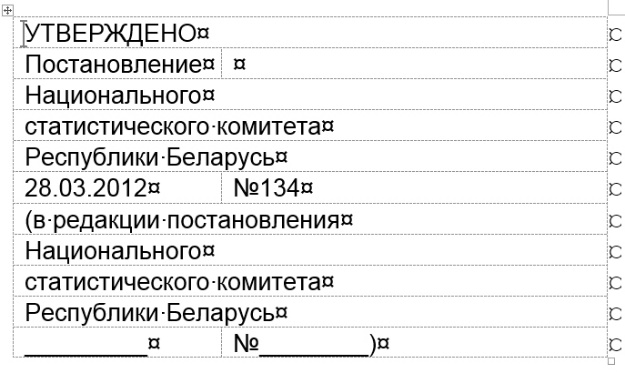 УТВЕРЖДЕНО
Постановление
Национального
статистического комитета
Республики Беларусь
28.03.2012 №134
(в редакции постановления
Национального
статистического комитета
Республики Беларусь
__________ №_________)